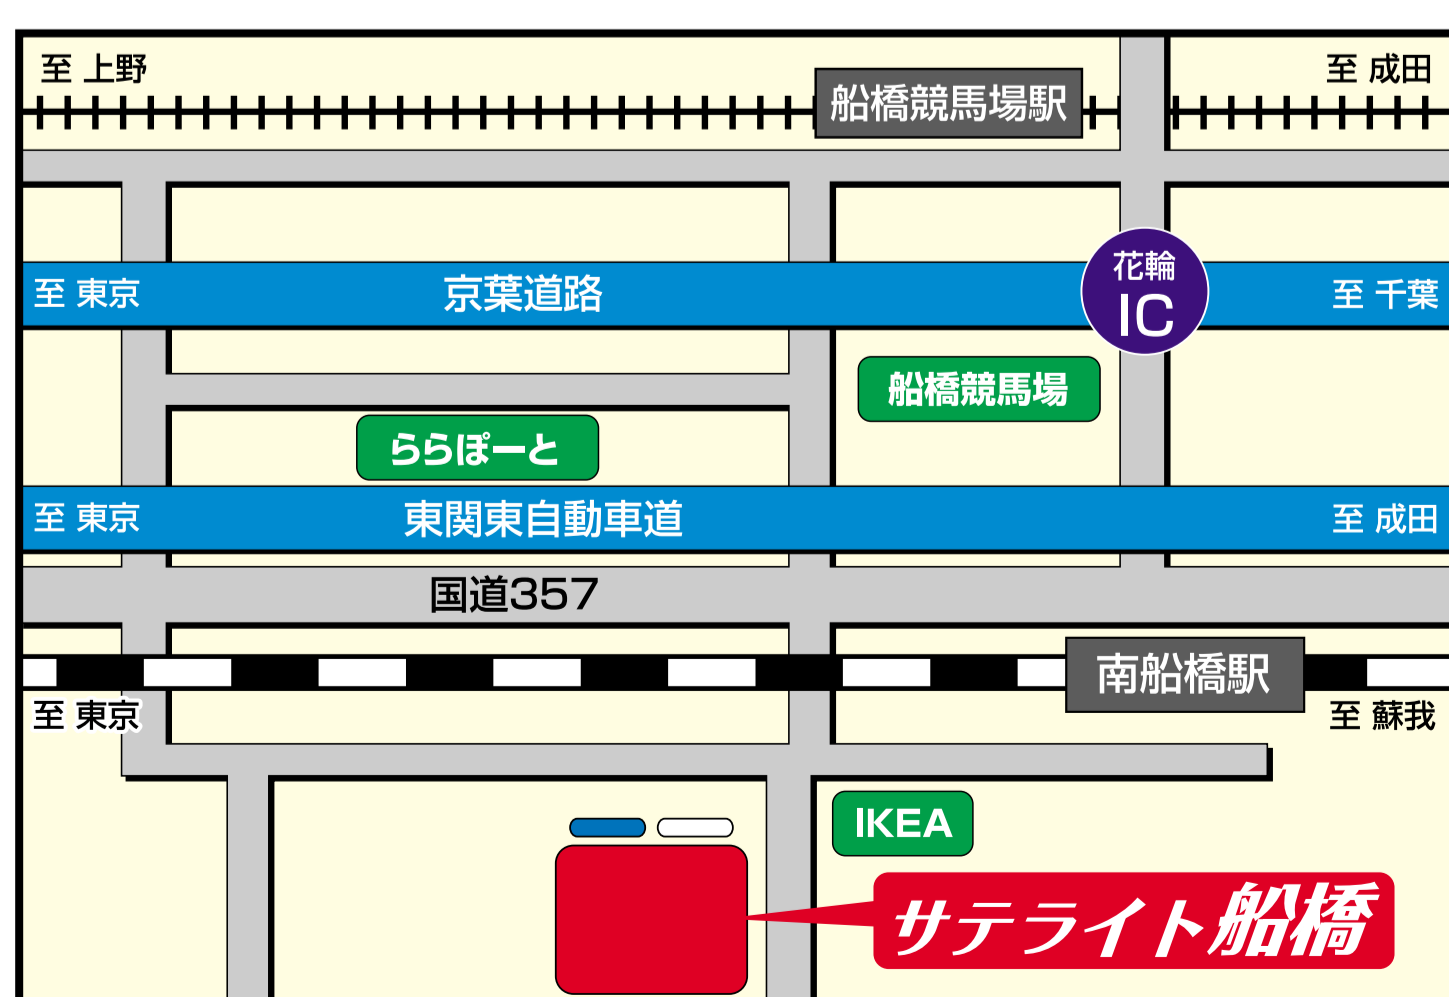 至 上野
船橋競馬場駅
至 成田
至 東京
京葉道路
花輪
IC
至 千葉
船橋競馬場
ららぽーと
至 東京
東関東自動車道
至 成田
国道357
南船橋駅
至 東京
至 蘇我
IKEA
サテライト船橋